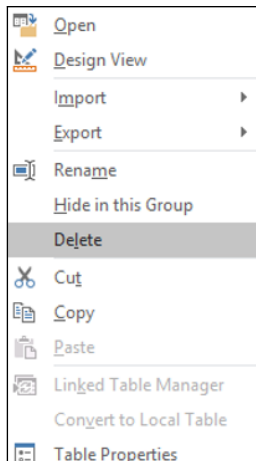 Open
Design View
Import
Export
Rename
Hide in this Group
Delete
Cut
Copy
Paste
Linked Table Manager
Convert to Local Table
Table Properties